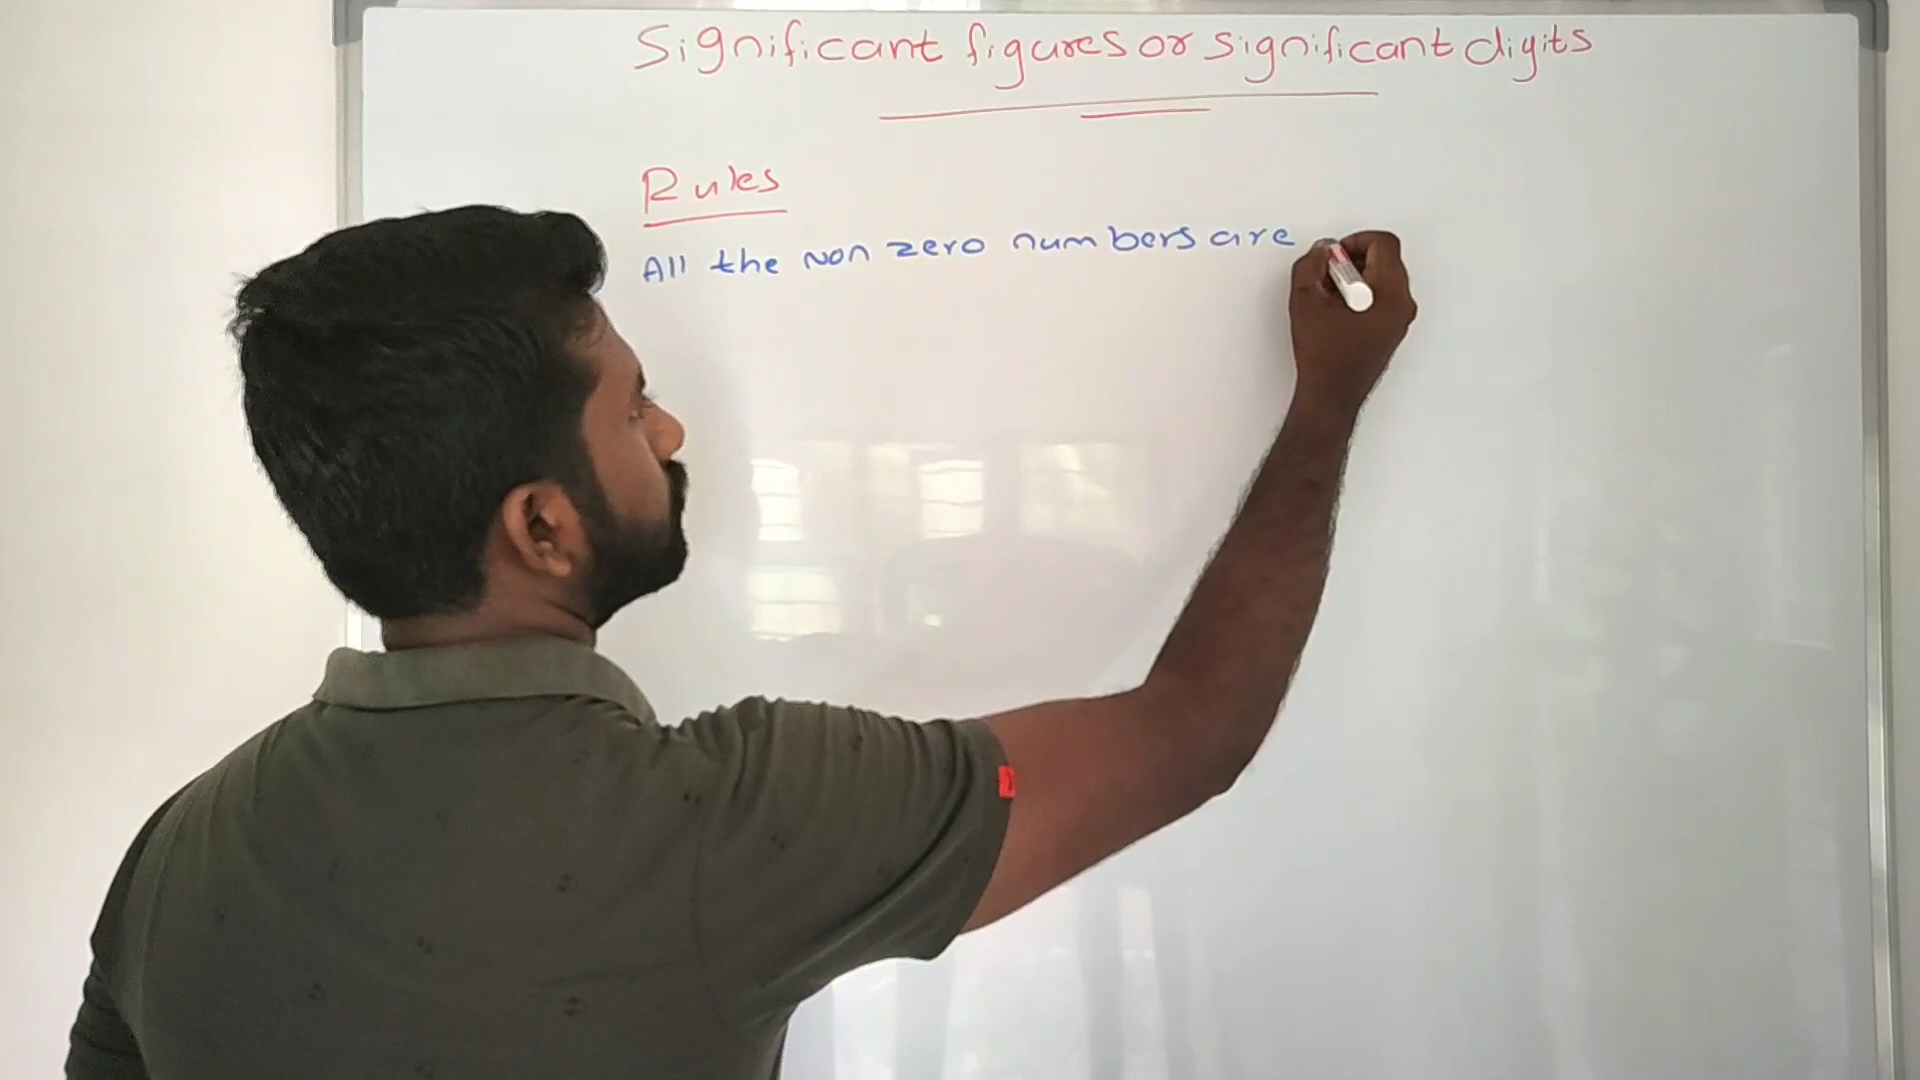 Significant figures or significant digits
Rules
All the non zero numbers are